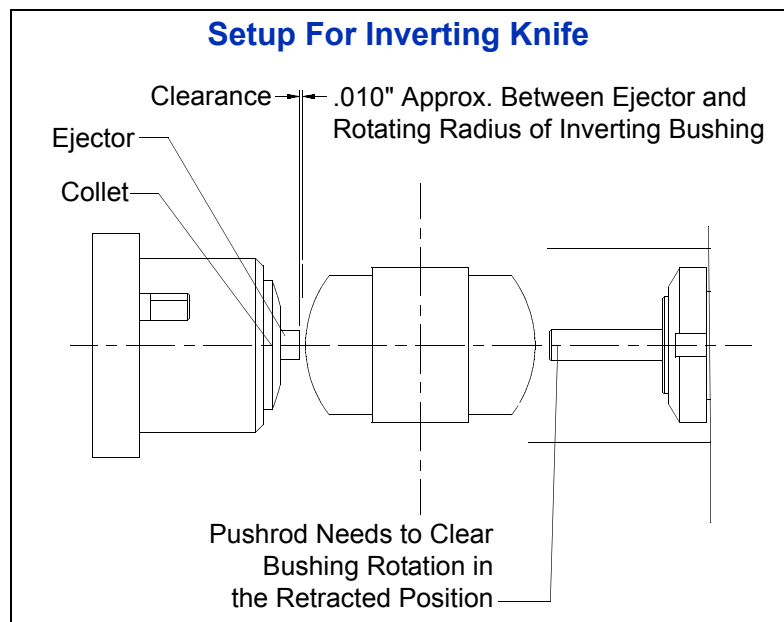 Setup For Inverting Knife
Clearance
.010" Approx. Between Ejector and
Rotating Radius of Inverting Bushing
Ejector
Collet
Pushrod Needs to Clear
Bushing Rotation in
the Retracted Position